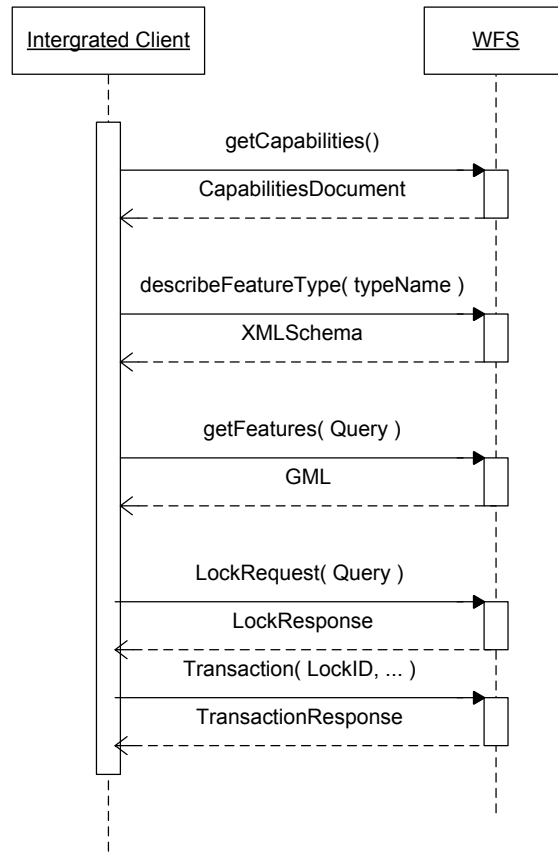 Intergrated Client
WFS
getCapabilities()
CapabilitiesDocument
describeFeatureType( typeName )
XMLSchema
getFeatures( Query )
GML
LockRequest( Query )
LockResponse
Transaction( LockID, ... )
TransactionResponse